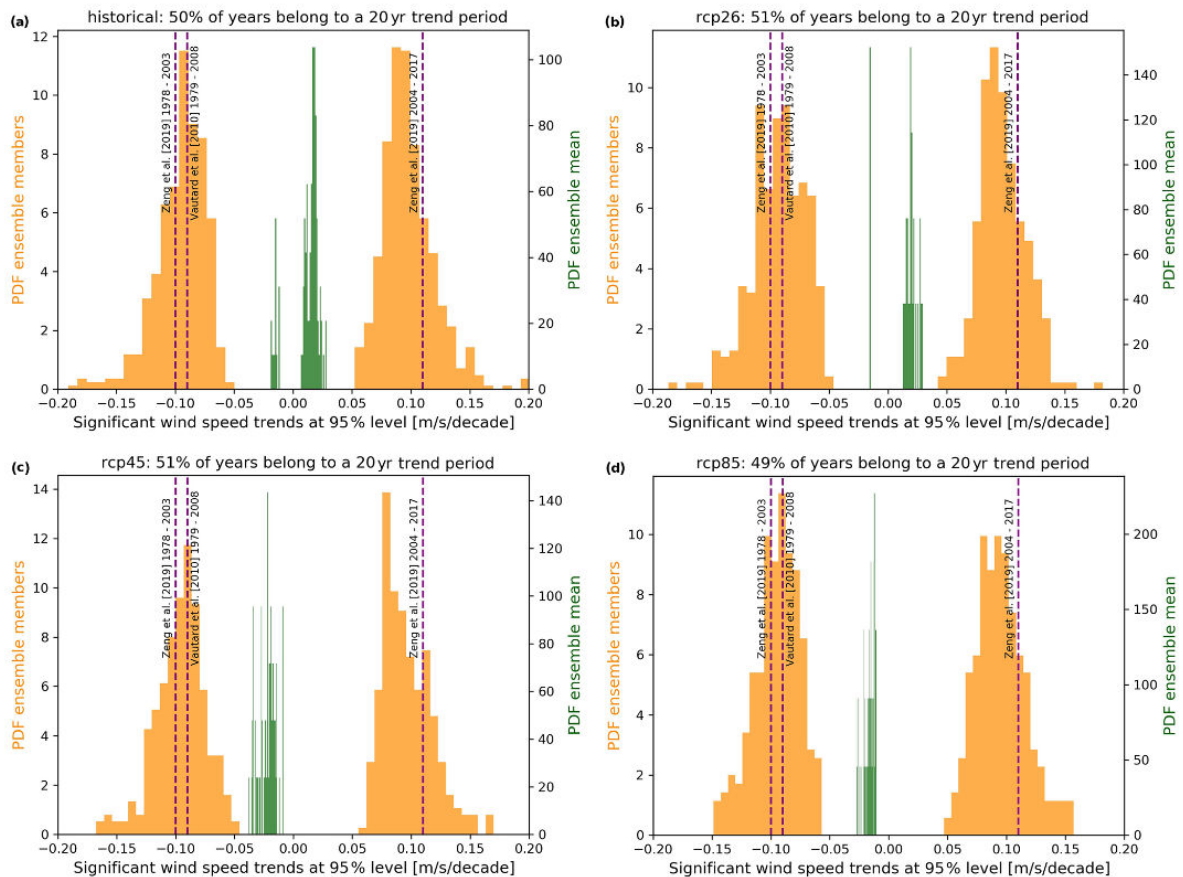 (a)
historical: 50% of years belong to a 20 yr trend period
PDF ensemble members
12
10
8
6
4
2
0
Zeng et al. [2019] 1978 - 2003
Vautard et al. [2010] 1979 - 2008
Zeng et al. [2019] 2004 - 2017
100
80
60
40
20
0
PDF ensemble mean
−0.20 −0.15 −0.10 −0.05 0.00 0.05 0.10 0.15 0.20
Significant wind speed trends at 95% level [m/s/decade]
(b)
rcp26: 51% of years belong to a 20 yr trend period
PDF ensemble members
10
8
6
4
2
0
Zeng et al. [2019] 1978 - 2003
Vautard et al. [2010] 1979 - 2008
Zeng et al. [2019] 2004 - 2017
140
120
100
80
60
40
20
0
PDF ensemble mean
−0.20 −0.15 −0.10 −0.05 0.00 0.05 0.10 0.15 0.20
Significant wind speed trends at 95% level [m/s/decade]
(c)
rcp45: 51% of years belong to a 20 yr trend period
PDF ensemble members
14
12
10
8
6
4
2
0
Zeng et al. [2019] 1978 - 2003
Vautard et al. [2010] 1979 - 2008
Zeng et al. [2019] 2004 - 2017
140
120
100
80
60
40
20
0
PDF ensemble mean
−0.20 −0.15 −0.10 −0.05 0.00 0.05 0.10 0.15 0.20
Significant wind speed trends at 95% level [m/s/decade]
(d)
rcp85: 49% of years belong to a 20 yr trend period
PDF ensemble members
10
8
6
4
2
0
Zeng et al. [2019] 1978 - 2003
Vautard et al. [2010] 1979 - 2008
Zeng et al. [2019] 2004 - 2017
200
150
100
50
0
PDF ensemble mean
−0.20 −0.15 −0.10 −0.05 0.00 0.05 0.10 0.15 0.20
Significant wind speed trends at 95% level [m/s/decade]